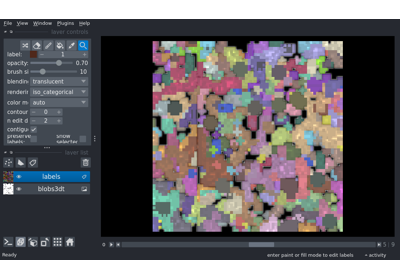 File View Window Plugins Help
layer controls
label: 1
opacity: 0.70
brush si 10
blendin translucent
renderin iso_categorical
color m auto
contour 0
n edit d 2
contigu
preserve labels: show selected
layer list
labels
blobs3dt
Ready
enter paint or fill mode to edit labels
activity